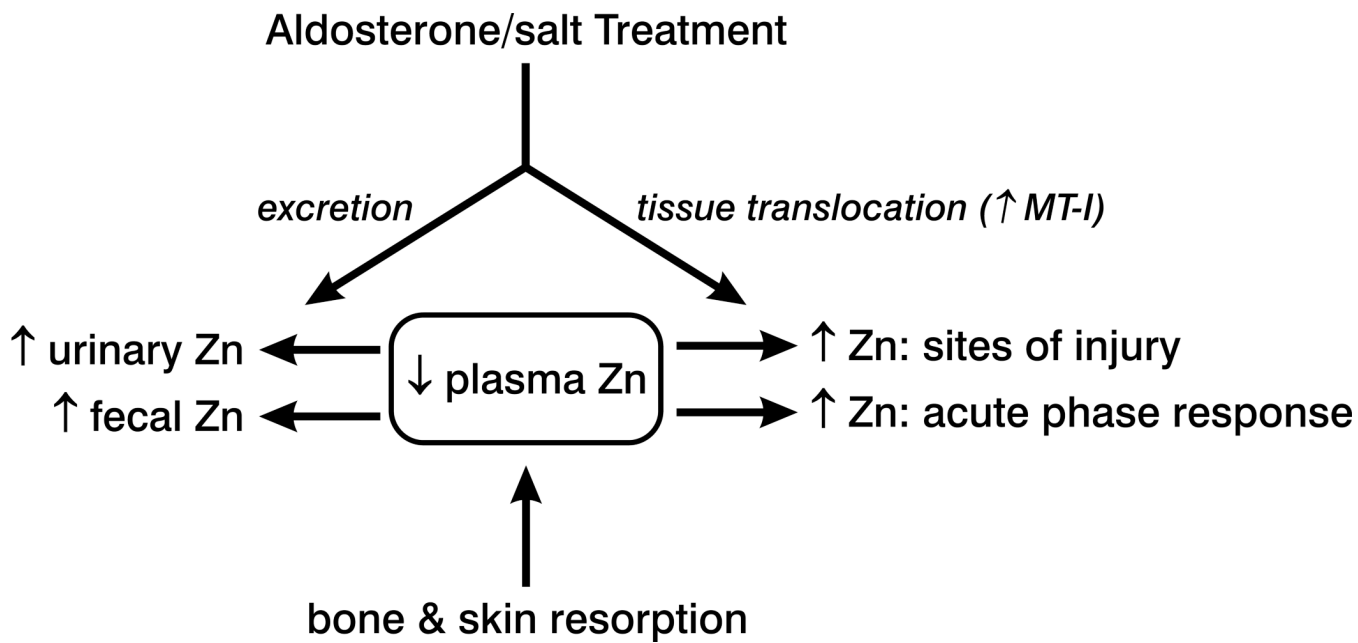 Aldosterone/salt Treatment
excretion
tissue translocation (↑ MT-I)
↑ urinary Zn
↑ fecal Zn
↓ plasma Zn
↑ Zn: sites of injury
↑ Zn: acute phase response
bone & skin resorption